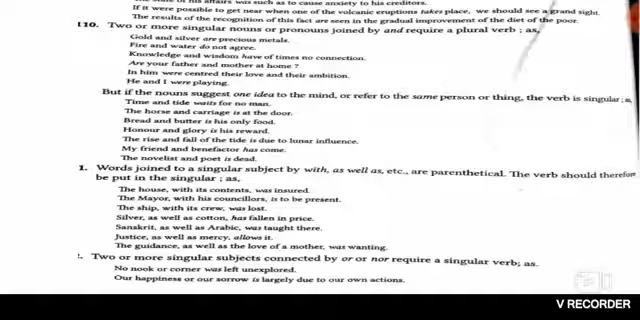 of his affairs was such as to cause anxiety to his creditors.
If it were possible to get near when one of the volcanic eruptions takes place, we should see a grand sight.
The results of the recognition of this fact are seen in the gradual improvement of the diet of the poor.
110. Two or more singular nouns or pronouns joined by and require a plural verb ; as,
Gold and silver are precious metals.
Fire and water do not agree.
Knowledge and wisdom have of times no connection.
Are your father and mother at home ?
In him were centred their love and their ambition.
He and I were playing.
But if the nouns suggest one idea to the mind, or refer to the same person or thing, the verb is singular ; as
Time and tide waits for no man.
The horse and carriage is at the door.
Bread and butter is his only food.
Honour and glory is his reward.
The rise and fall of the tide is due to lunar influence.
My friend and benefactor has come.
The novelist and poet is dead.
1. Words joined to a singular subject by with, as well as, etc., are parenthetical. The verb should therefore
be put in the singular ; as,
The house, with its contents, was insured.
The Mayor, with his councillors, is to be present.
The ship, with its crew, was lost.
Silver, as well as cotton, has fallen in price.
Sanskrit, as well as Arabic, was taught there.
Justice, as well as mercy, allows it.
The guidance, as well as the love of a mother, was wanting.
Two or more singular subjects connected by or or nor require a singular verb; as.
No nook or corner was left unexplored.
Our happiness or our sorrow is largely due to our own actions.
V RECORDER